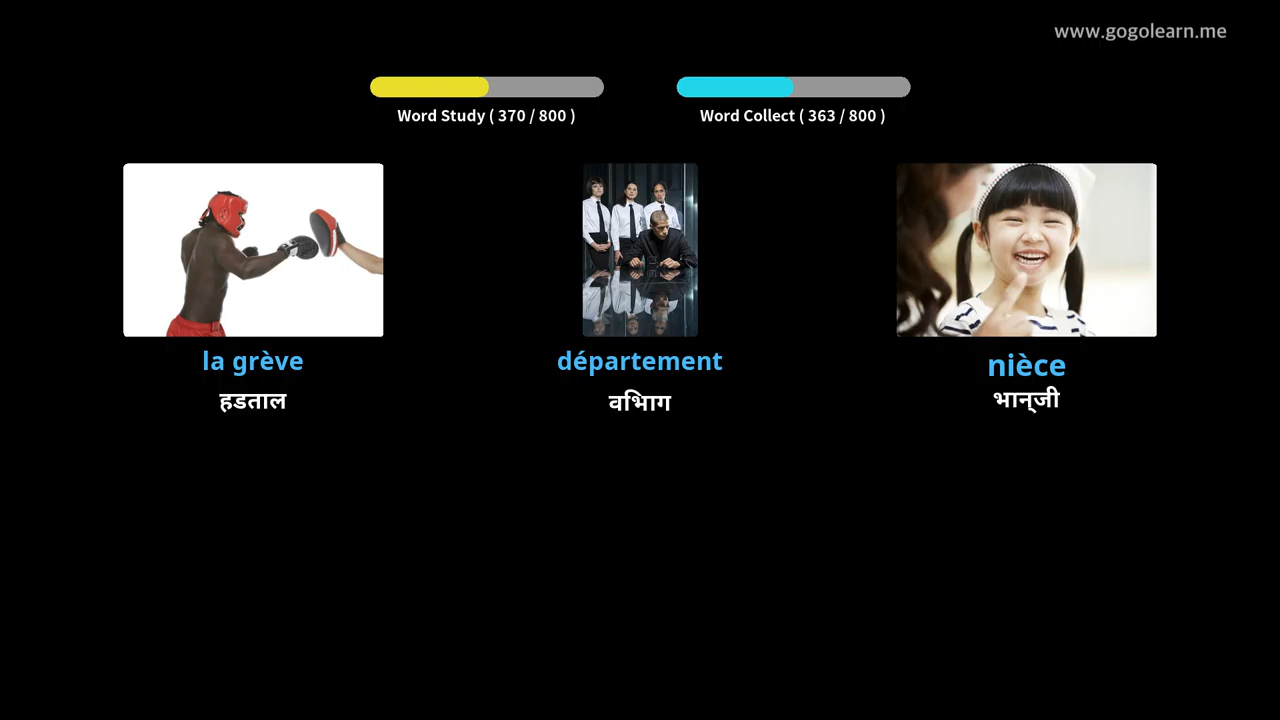 www.gogolearn.me
Word Study ( 370 / 800 )
Word Collect ( 363 / 800 )
la grève
département
nièce
हडताल
वभिाग
भान्‌जी